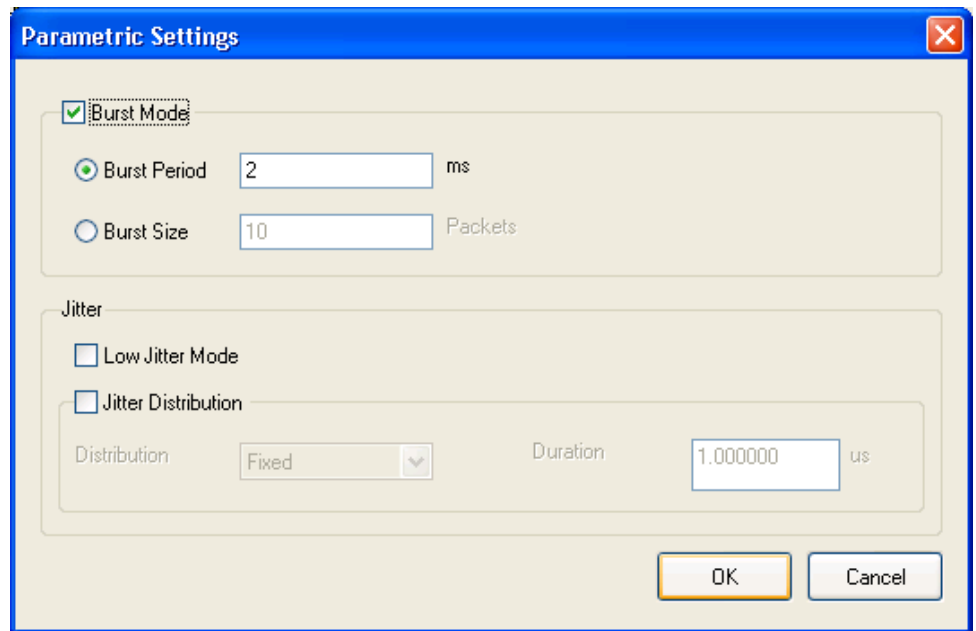 Parametric Settings
Burst Mode
Burst Period 2 ms
Burst Size 10 Packets
Jitter
Low Jitter Mode
Jitter Distribution
Distribution Fixed Duration 1.000000 us
OK Cancel